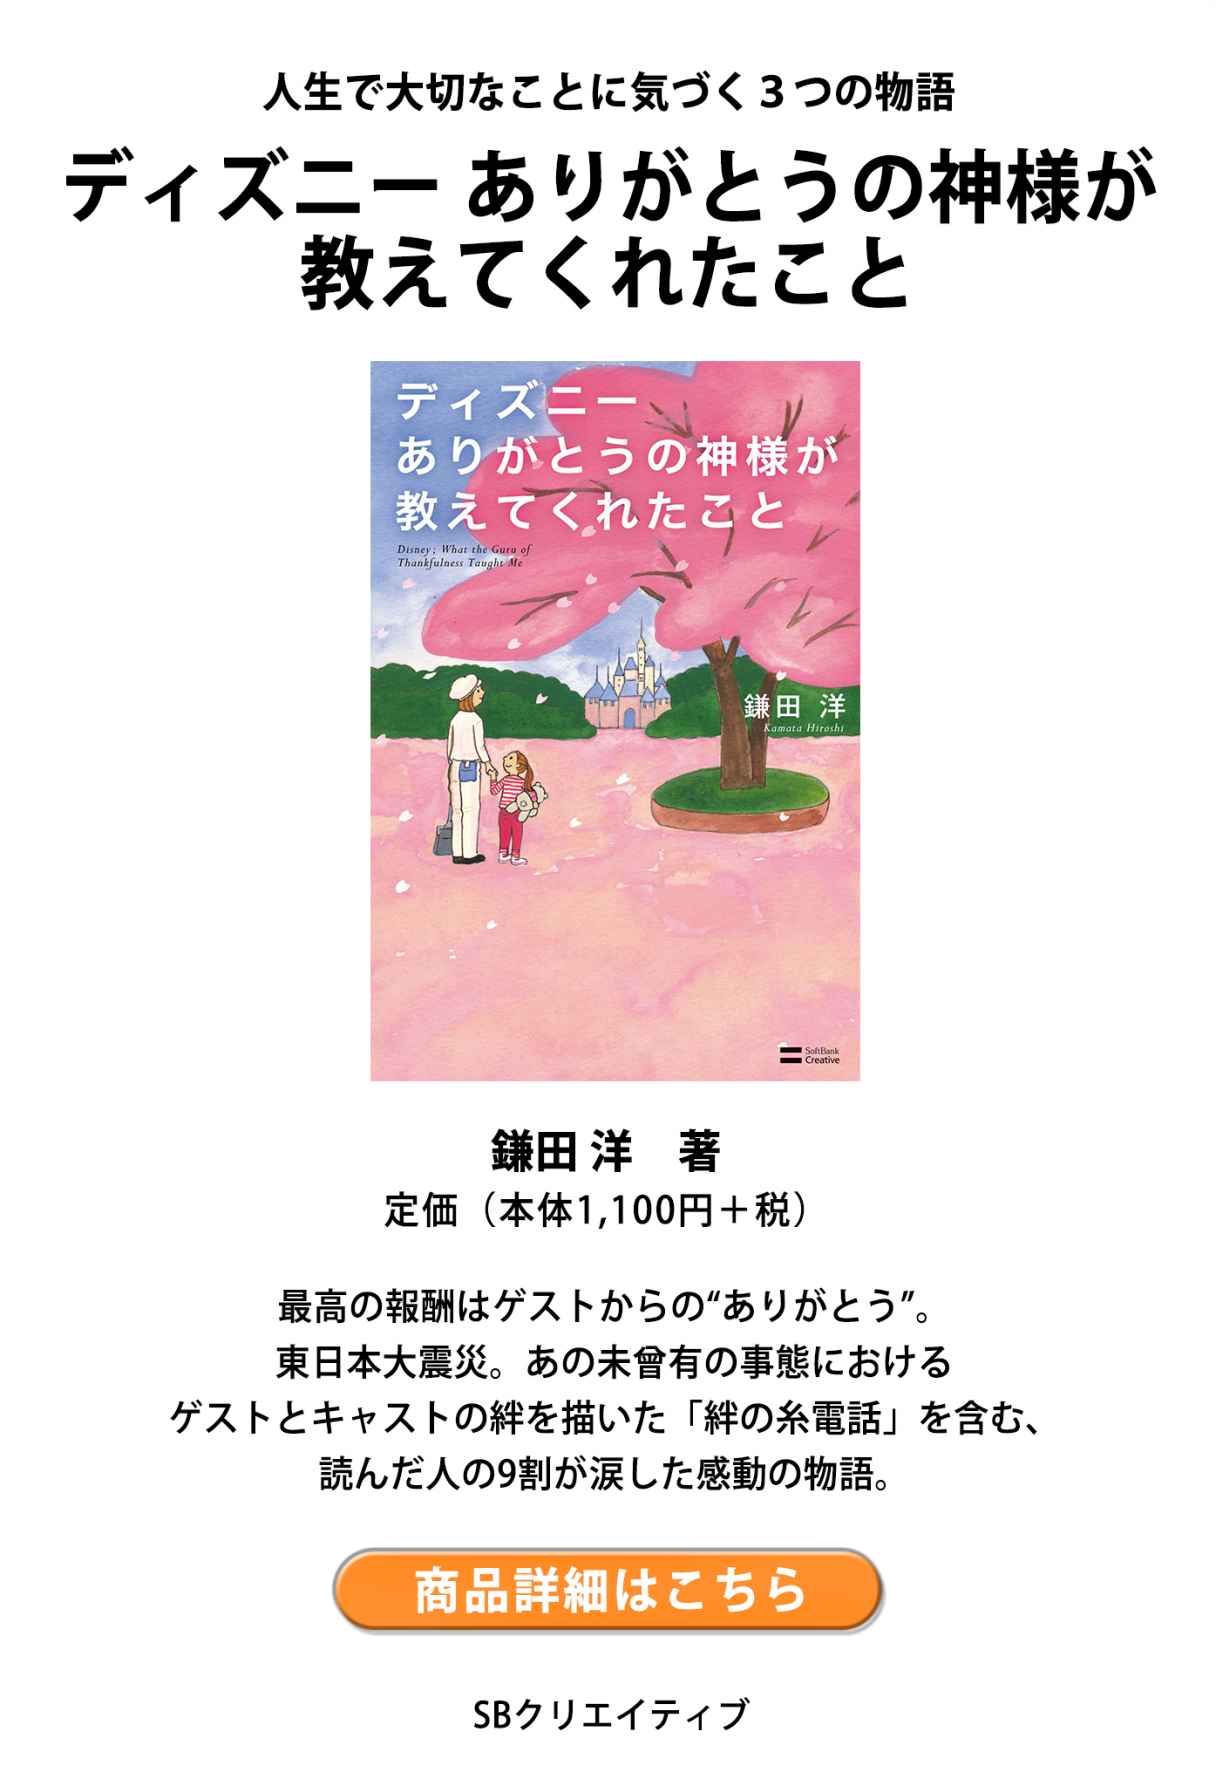 人生で大切なことに気づく３つの物語
ディズニー ありがとうの神様が
教えてくれたこと
ディズニー
ありがとうの神様が
教えてくれたこと
Disney; What the Guru of
Thankfulness Taught Me
鎌田 洋
Kamata Hiroshi
SoftBank
Creative
鎌田 洋　著
定価（本体1,100円＋税）
最高の報酬はゲストからの“ありがとう”。
東日本大震災。あの未曾有の事態における
ゲストとキャストの絆を描いた「絆の糸電話」を含む、
読んだ人の9割が涙した感動の物語。
商品詳細はこちら
SBクリエイティブ